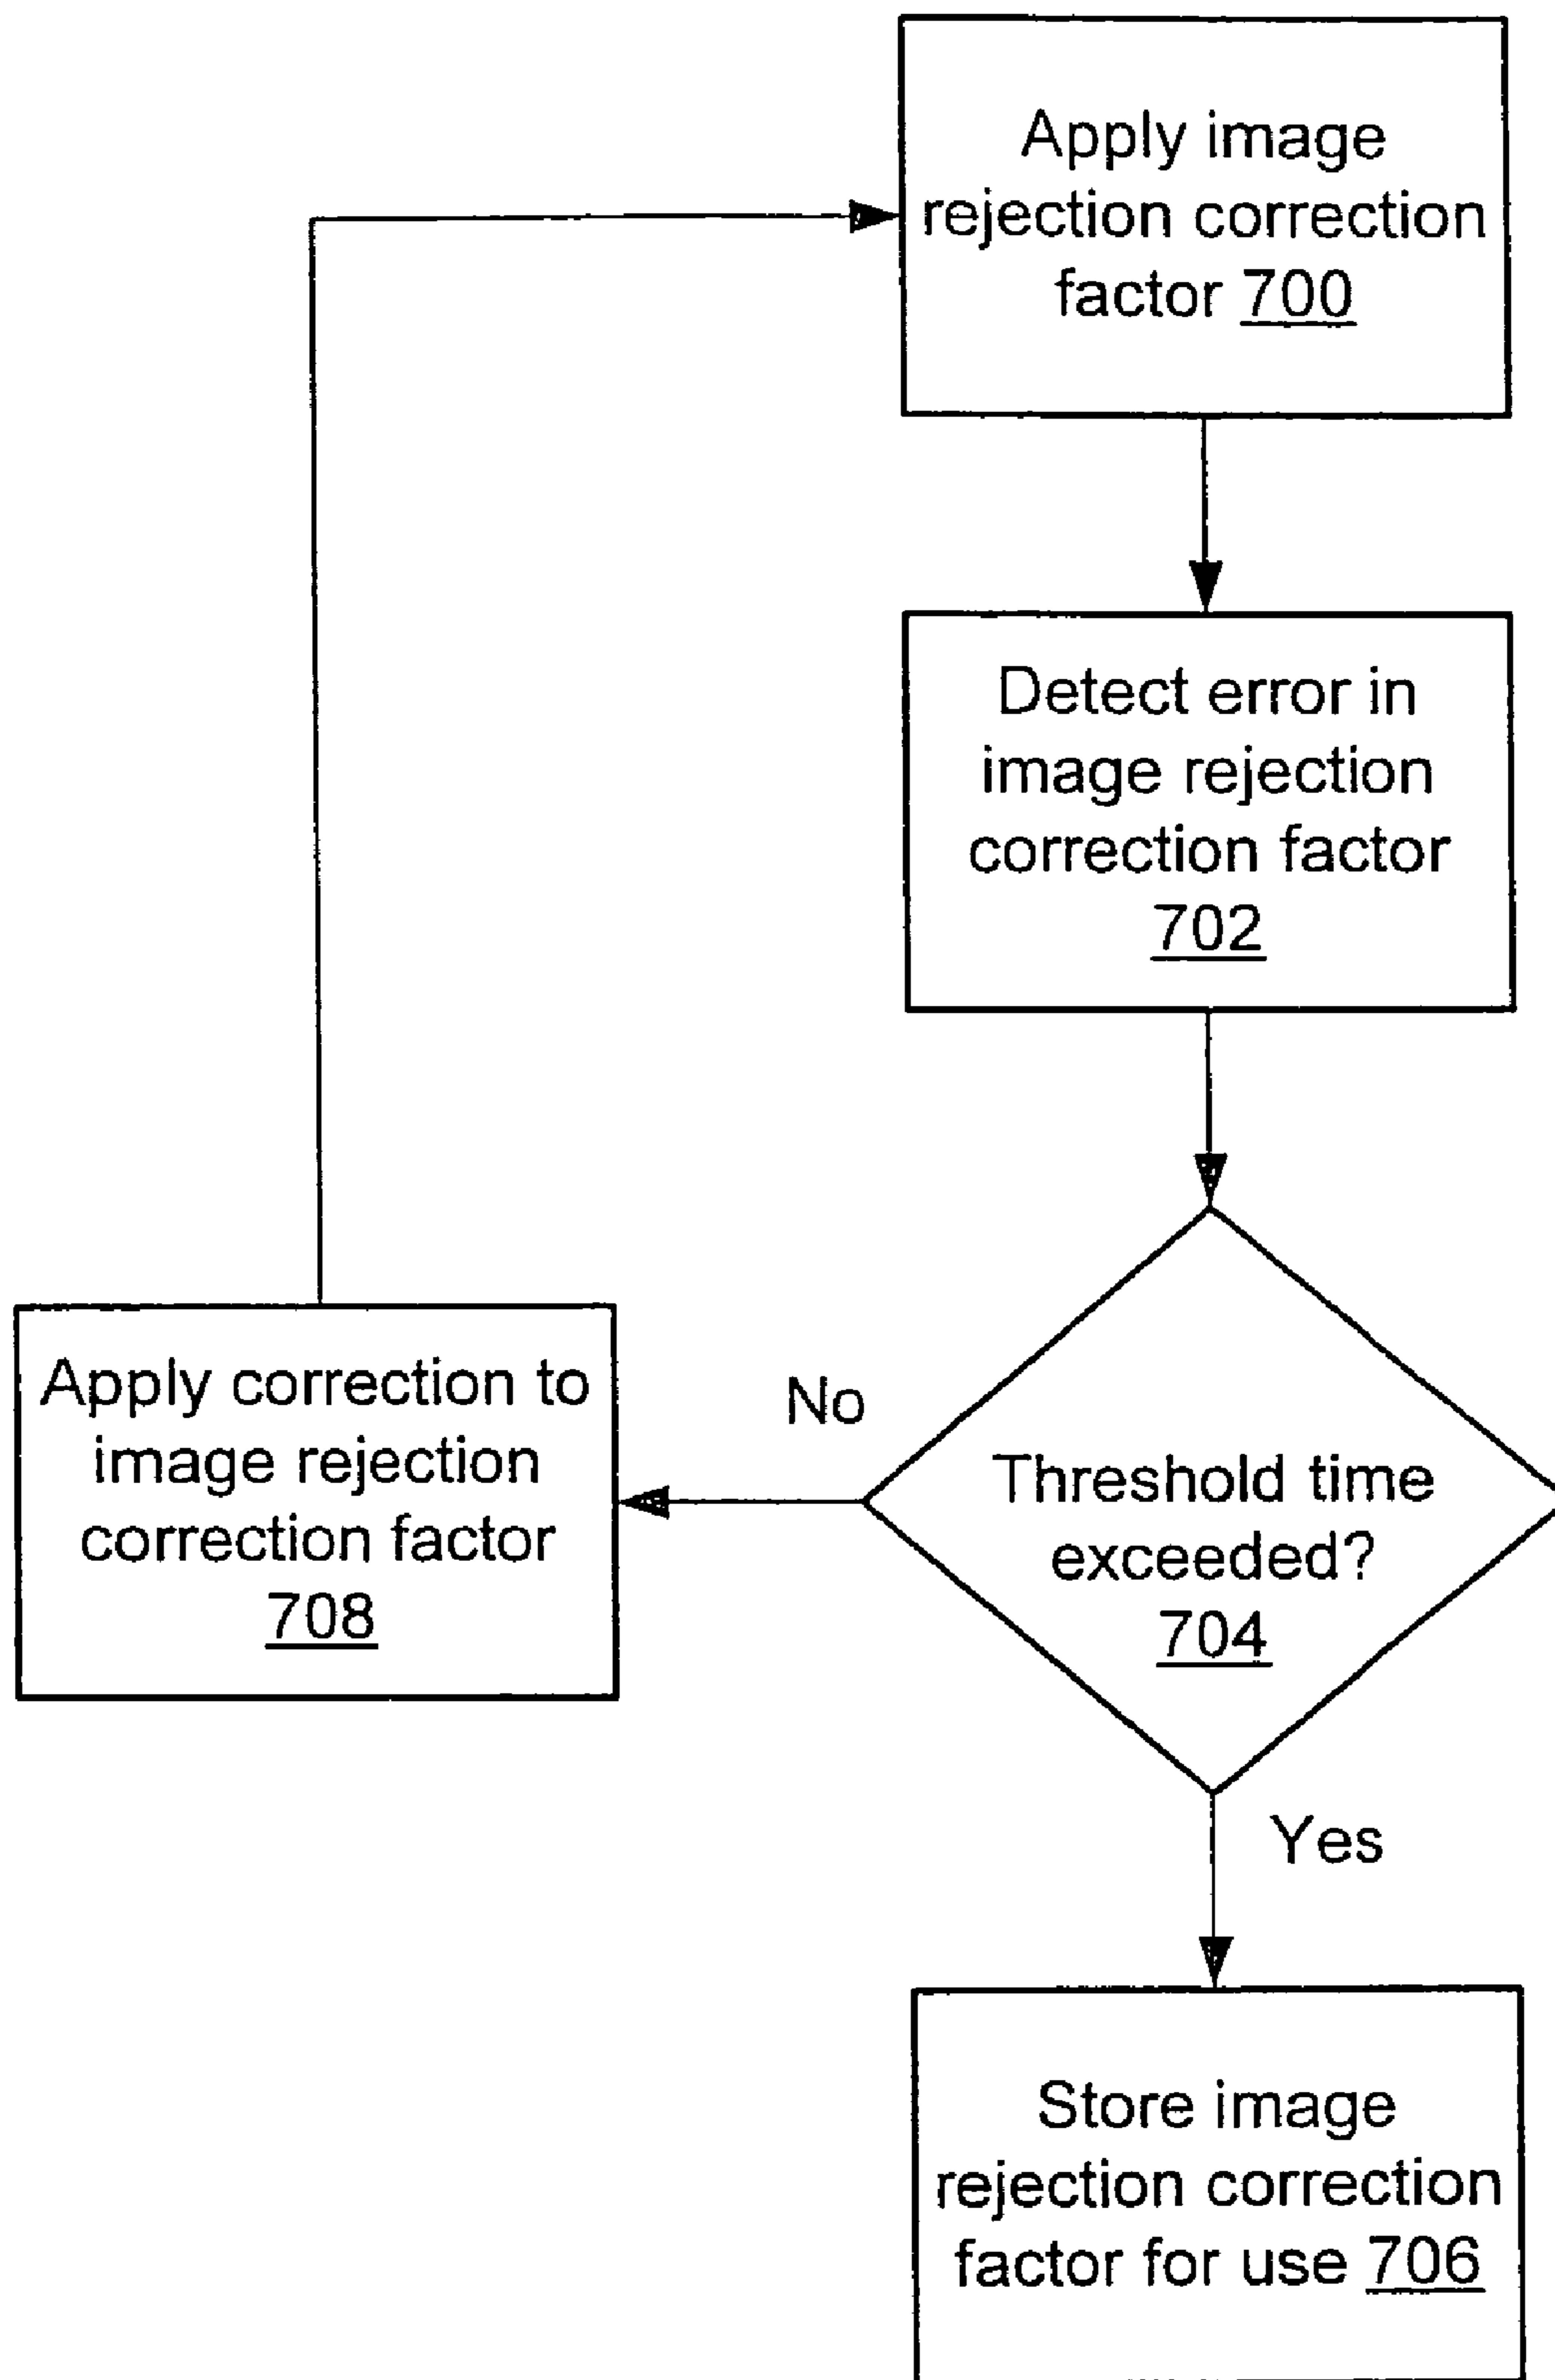 Apply image
rejection correction
factor 700
Detect error in
image rejection
correction factor
702
Apply correction to
image rejection
correction factor
708
No
Threshold time
exceeded?
704
Yes
Store image
rejection correction
factor for use 706